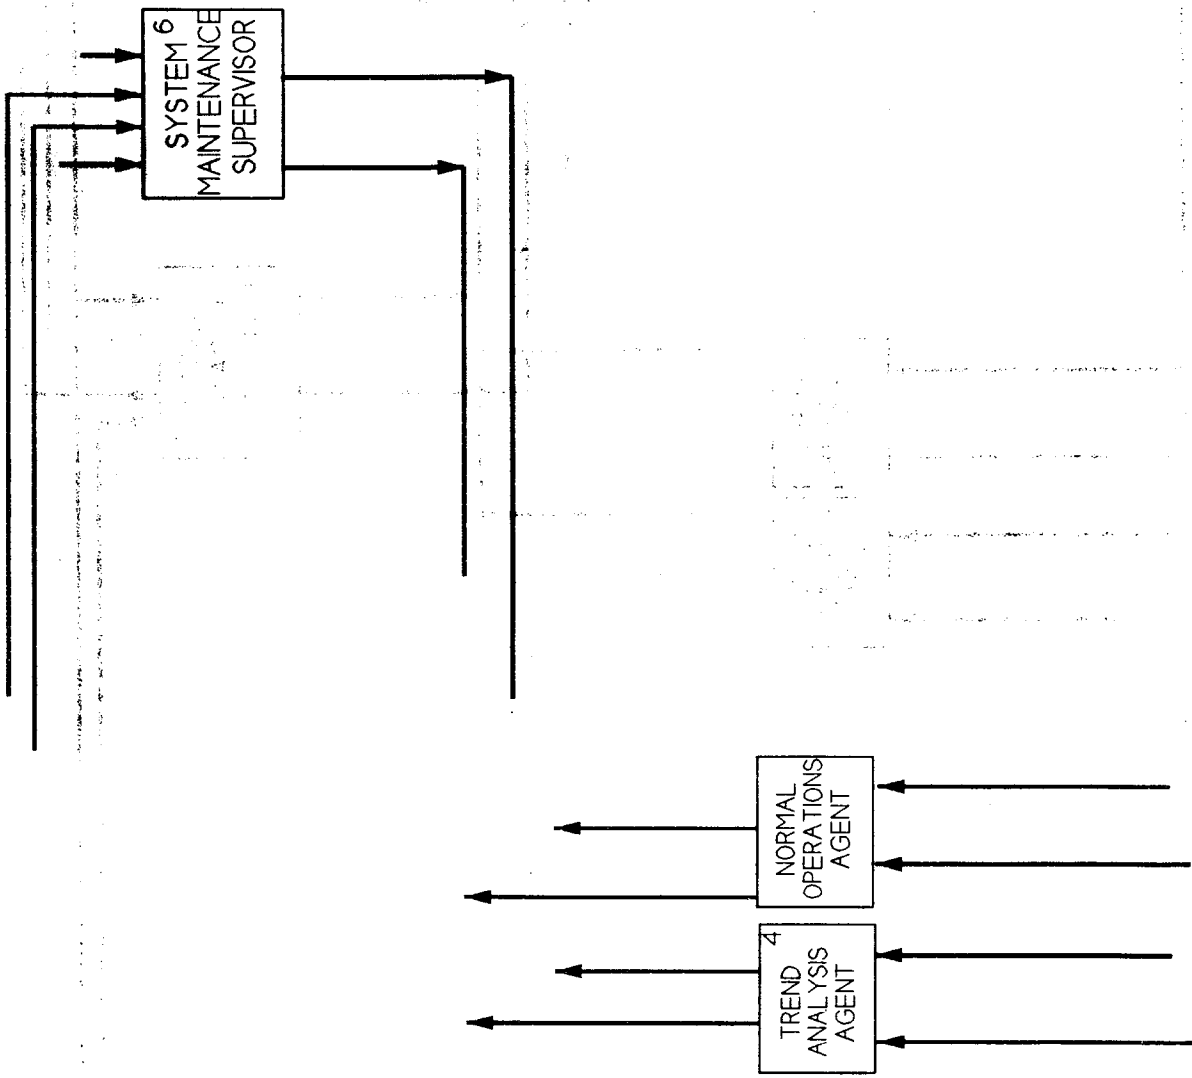 SYSTEM 6
MAINTENANCE
SUPERVISOR
NORMAL
OPERATIONS
AGENT
4
TREND
ANALYSIS
AGENT